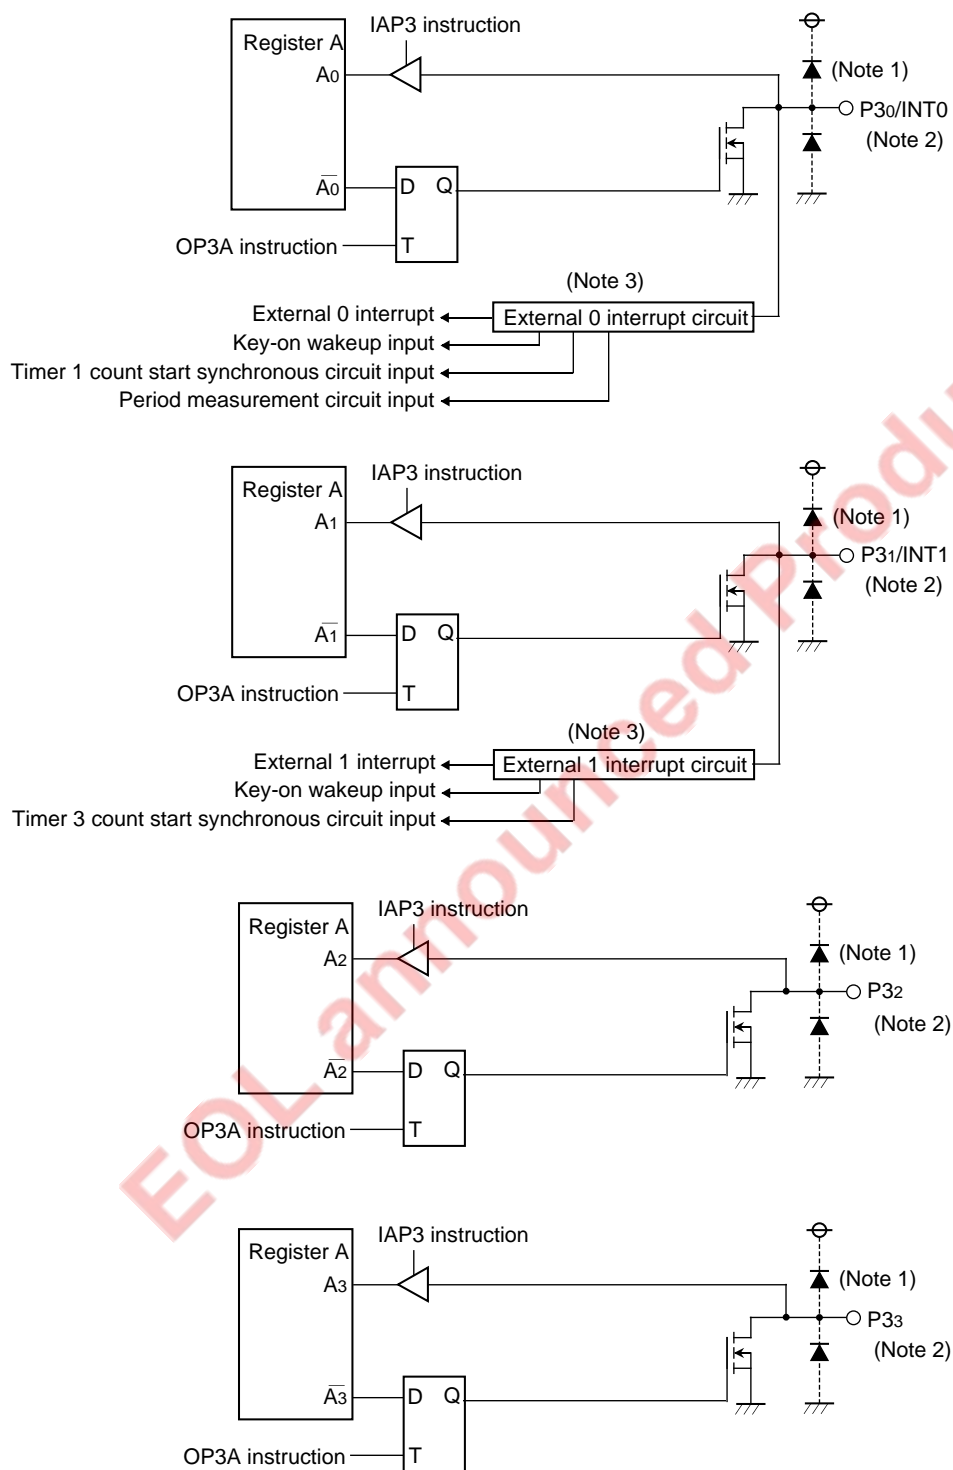 IAP3 instruction
Register A
A0
(Note 1)
P30/INT0
(Note 2)
A0
D Q
OP3A instruction
T
(Note 3)
External 0 interrupt
External 0 interrupt circuit
Key-on wakeup input
Timer 1 count start synchronous circuit input
Period measurement circuit input
IAP3 instruction
Register A
A1
(Note 1)
P31/INT1
(Note 2)
A1
D Q
OP3A instruction
T
(Note 3)
External 1 interrupt
External 1 interrupt circuit
Key-on wakeup input
Timer 3 count start synchronous circuit input
IAP3 instruction
Register A
A2
(Note 1)
P32
(Note 2)
A2
D Q
OP3A instruction
T
IAP3 instruction
Register A
A3
(Note 1)
P33
(Note 2)
A3
D Q
OP3A instruction
T
EOL announced Produ